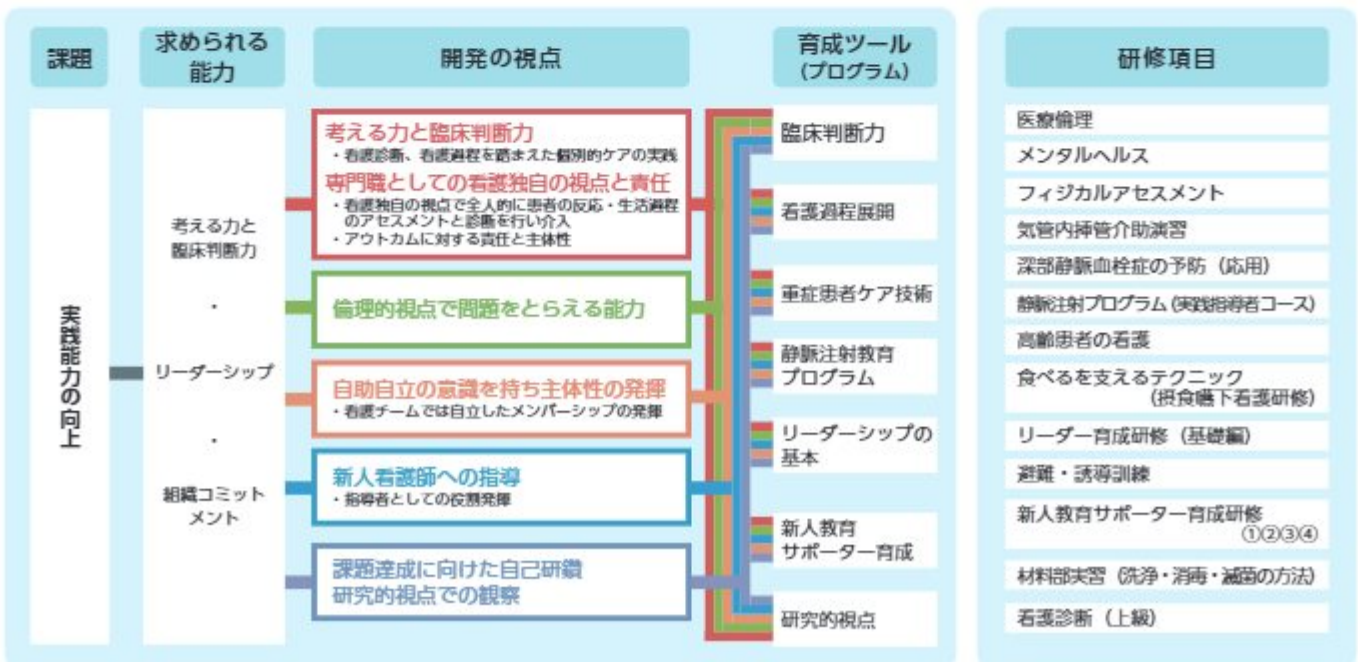 課題
求められる
能力
開発の視点
育成ツール
(プログラム)
研修項目
実践能力の向上
考える力と
臨床判断力
・
リーダーシップ
・
組織コミット
メント
考える力と臨床判断力
・看護診断、看護過程を踏まえた個別的ケアの実践
専門職としての看護独自の視点と責任
・看護独自の視点で全人的に患者の反応・生活過程
のアセスメントと診断を行い介入
・アウトカムに対する責任と主体性
倫理的視点で問題をとらえる能力
自助自立の意識を持ち主体性の発揮
・看護チームでは自立したメンバーシップの発揮
新人看護師への指導
・指導者としての役割発揮
課題達成に向けた自己研鑽
研究的視点での観察
臨床判断力
看護過程展開
重症患者ケア技術
静脈注射教育
プログラム
リーダーシップの
基本
新人教育
サポーター育成
研究的視点
医療倫理
メンタルヘルス
フィジカルアセスメント
気管内挿管介助演習
深部静脈血栓症の予防（応用）
静脈注射プログラム（実践指導者コース）
高齢患者の看護
食べるを支えるテクニック
（摂食嚥下看護研修）
リーダー育成研修（基礎編）
避難・誘導訓練
新人教育サポーター育成研修
①②③④
材料部実習（洗浄・消毒・滅菌の方法）
看護診断（上級）